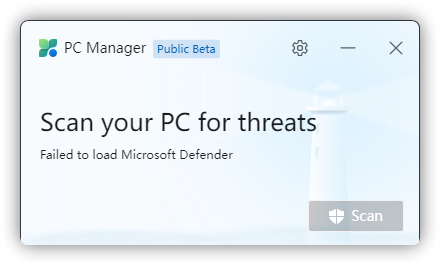 PC Manager Public Beta
Scan your PC for threats
Failed to load Microsoft Defender
Scan